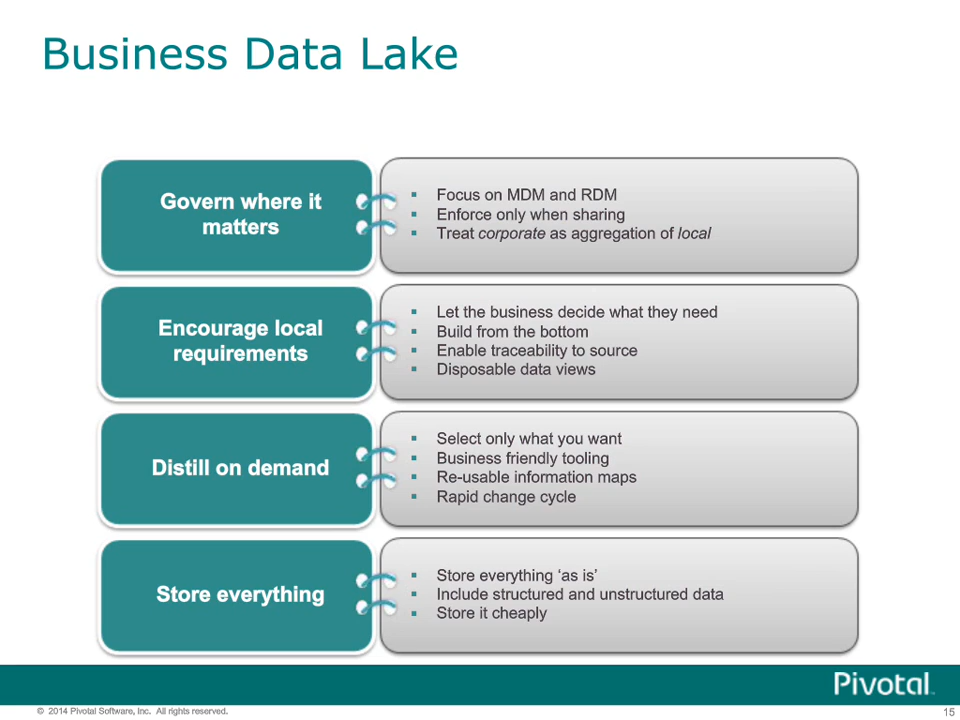 Business Data Lake
Govern where it
matters
▪ Focus on MDM and RDM
▪ Enforce only when sharing
▪ Treat corporate as aggregation of local
Encourage local
requirements
▪ Let the business decide what they need
▪ Build from the bottom
▪ Enable traceability to source
▪ Disposable data views
Distill on demand
▪ Select only what you want
▪ Business friendly tooling
▪ Re-usable information maps
▪ Rapid change cycle
Store everything
▪ Store everything ‘as is’
▪ Include structured and unstructured data
▪ Store it cheaply
Pivotal
© 2014 Pivotal Software, Inc. All rights reserved.
15